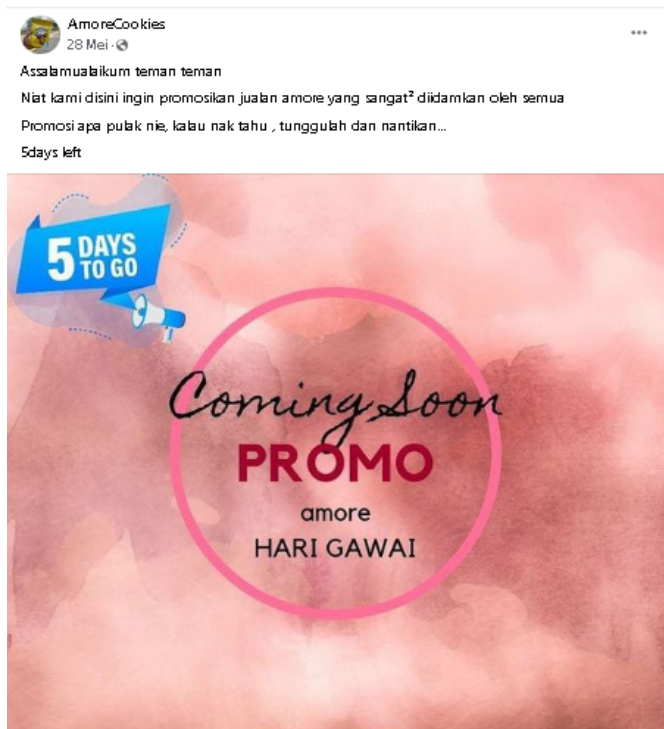 AmoreCookies
28 Mei ·
Assalamualaikum teman teman
Niat kami disini ingin promosikan jualan amore yang sangat² diidamkan oleh semua
Promosi apa pulak nie, kalau nak tahu , tunggulah dan nantikan...
5days left
5 DAYS
TO GO
Coming Soon
PROMO
amore
HARI GAWAI